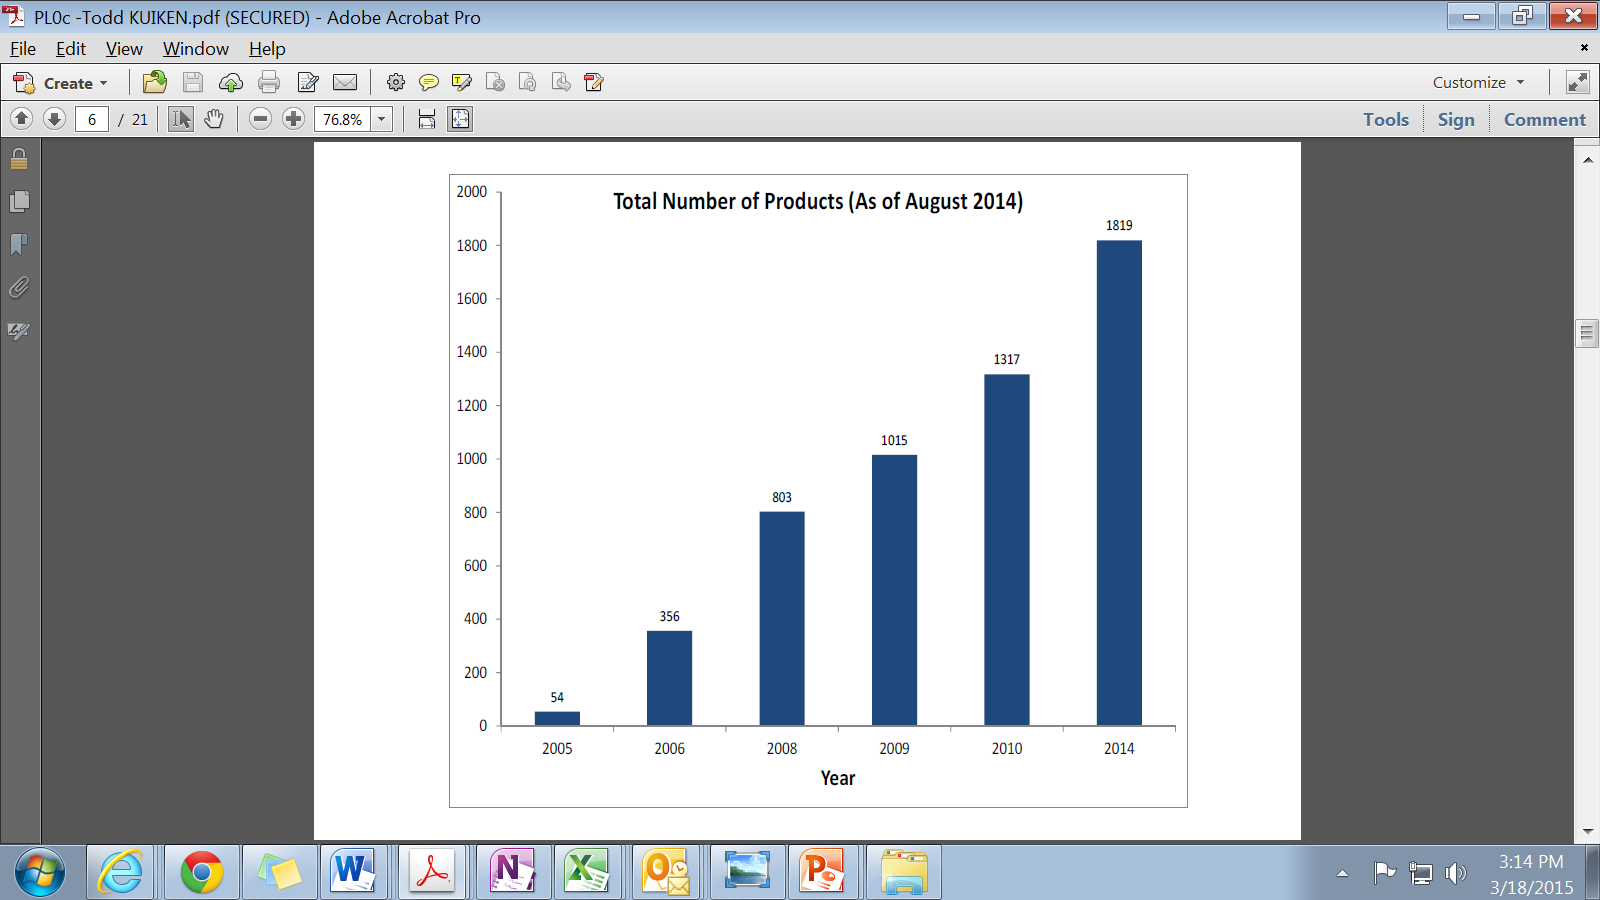 PL0c -Todd KUIKEN.pdf (SECURED) - Adobe Acrobat Pro
File Edit View Window Help
Create Customize
6 / 21 76.8% Tools Sign Comment
Total Number of Products (As of August 2014)
2000
1800
1600
1400
1200
1000
800
600
400
200
0
54
356
803
1015
1317
1819
2005 2006 2008 2009 2010 2014
Year
3:14 PM
3/18/2015